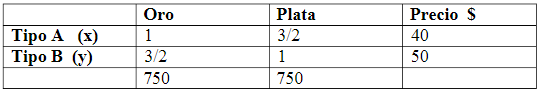 Oro Plata Precio $
Tipo A (x) 1 3/2 40
Tipo B (y) 3/2 1 50
750 750